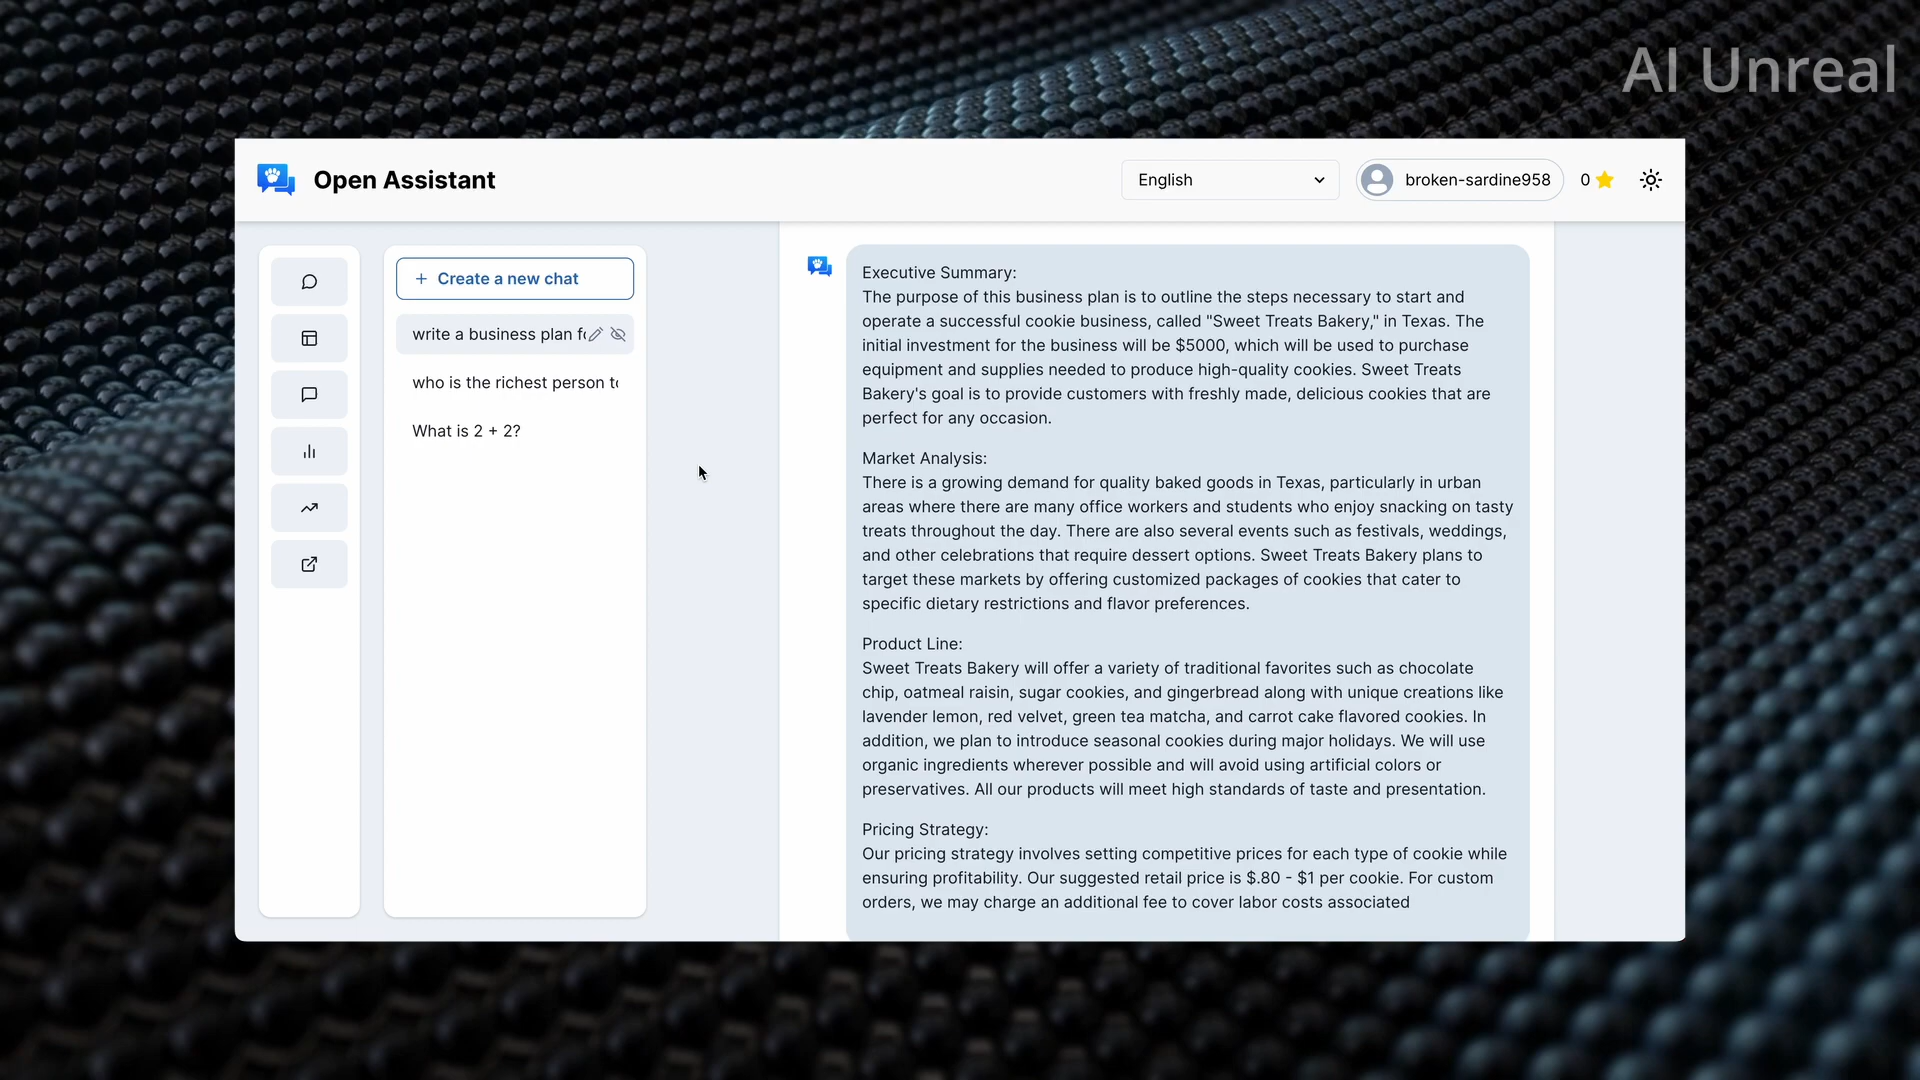 AI Unreal
Open Assistant
English
broken-sardine958
0
+ Create a new chat
write a business plan fo
who is the richest person to
What is 2 + 2?
Executive Summary:
The purpose of this business plan is to outline the steps necessary to start and
operate a successful cookie business, called "Sweet Treats Bakery," in Texas. The
initial investment for the business will be $5000, which will be used to purchase
equipment and supplies needed to produce high-quality cookies. Sweet Treats
Bakery's goal is to provide customers with freshly made, delicious cookies that are
perfect for any occasion.
Market Analysis:
There is a growing demand for quality baked goods in Texas, particularly in urban
areas where there are many office workers and students who enjoy snacking on tasty
treats throughout the day. There are also several events such as festivals, weddings,
and other celebrations that require dessert options. Sweet Treats Bakery plans to
target these markets by offering customized packages of cookies that cater to
specific dietary restrictions and flavor preferences.
Product Line:
Sweet Treats Bakery will offer a variety of traditional favorites such as chocolate
chip, oatmeal raisin, sugar cookies, and gingerbread along with unique creations like
lavender lemon, red velvet, green tea matcha, and carrot cake flavored cookies. In
addition, we plan to introduce seasonal cookies during major holidays. We will use
organic ingredients wherever possible and will avoid using artificial colors or
preservatives. All our products will meet high standards of taste and presentation.
Pricing Strategy:
Our pricing strategy involves setting competitive prices for each type of cookie while
ensuring profitability. Our suggested retail price is $.80 - $1 per cookie. For custom
orders, we may charge an additional fee to cover labor costs associated